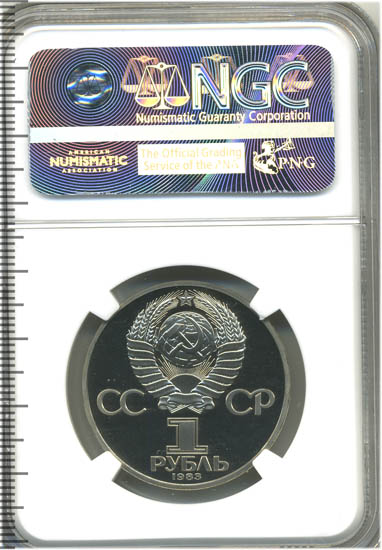 NGC
Numismatic Guaranty Corporation
AMERICAN
NUMISMATIC
ASSOCIATION
The Official Grading
Service of the PNG
PNG
СС СР
1
РУБЛЬ
1983